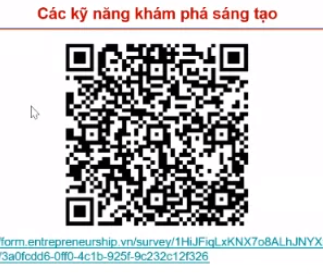 Các kỹ năng khám phá sáng tạo
/form.entrepreneurship.vn/survey/1HiJFiqLxKNX7o8ALhJNYX
/3a0fcdd6-0ff0-4c1b-925f-9c232c12f326